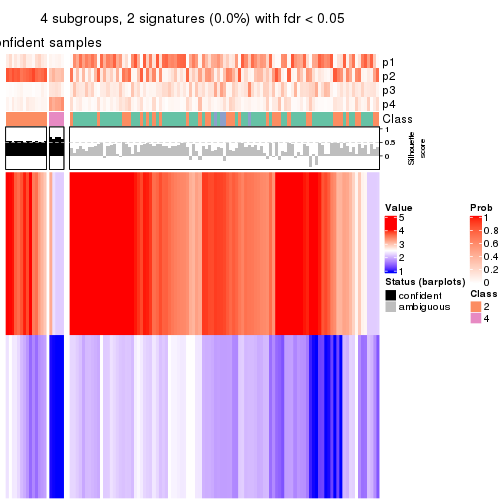 4 subgroups, 2 signatures (0.0%) with fdr < 0.05
onfident samples
p1
p2
p3
p4
Class
1
0.5
0
Silhouette
score
Value
5
4
3
2
1
Prob
1
0.8
0.6
0.4
0.2
0
Status (barplots)
confident
ambiguous
Class
2
4